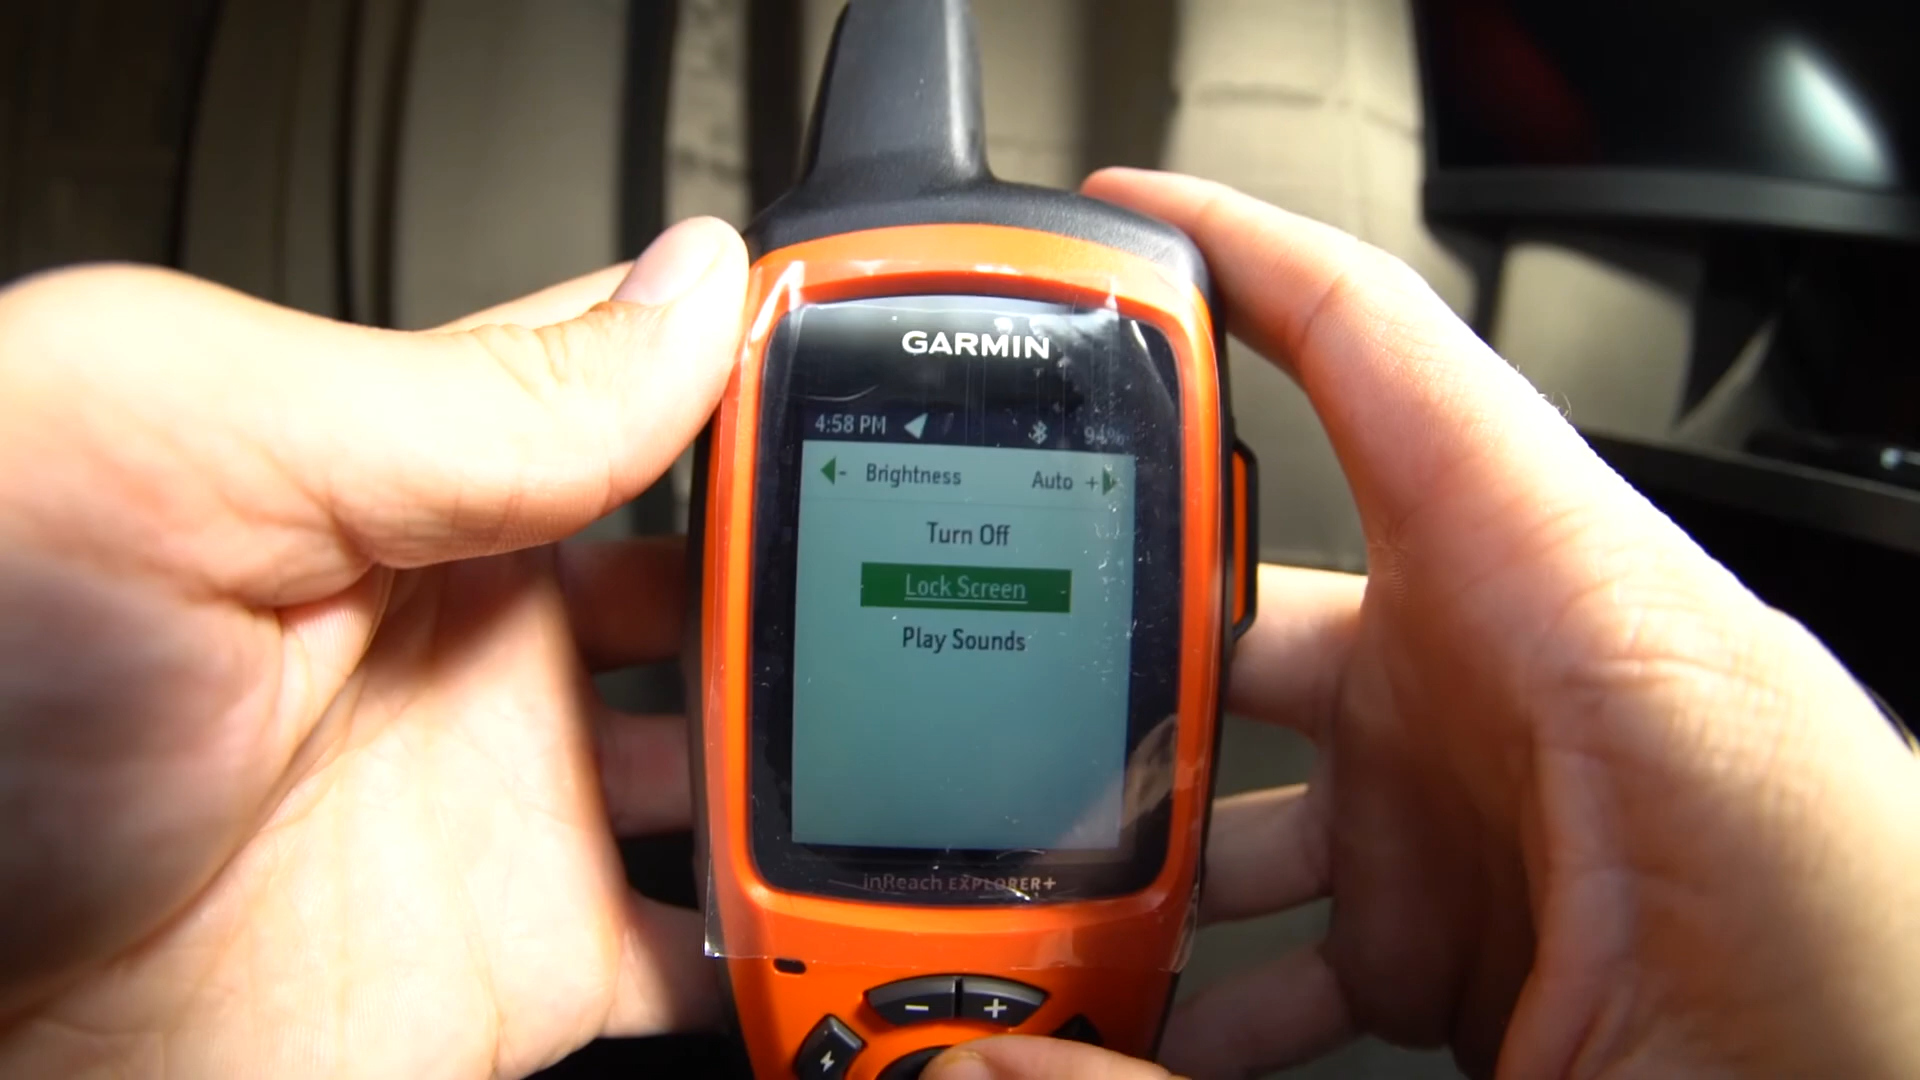 GARMIN
4:58 PM 94%
- Brightness Auto +
Turn Off
Lock Screen
Play Sounds
inReach EXPLORER+
- +